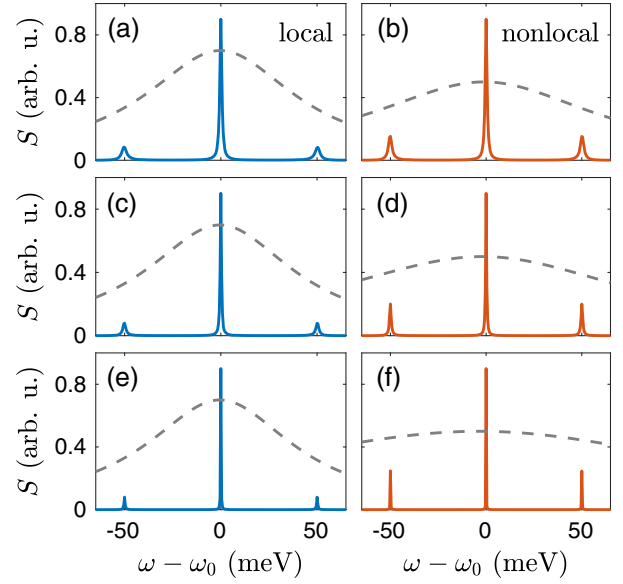 (a) local (b) nonlocal
S (arb. u.) 0.8 0.4 0
(c) (d)
S (arb. u.) 0.8 0.4 0
(e) (f)
S (arb. u.) 0.8 0.4 0
-50 0 50 -50 0 50
ω − ω₀ (meV) ω − ω₀ (meV)